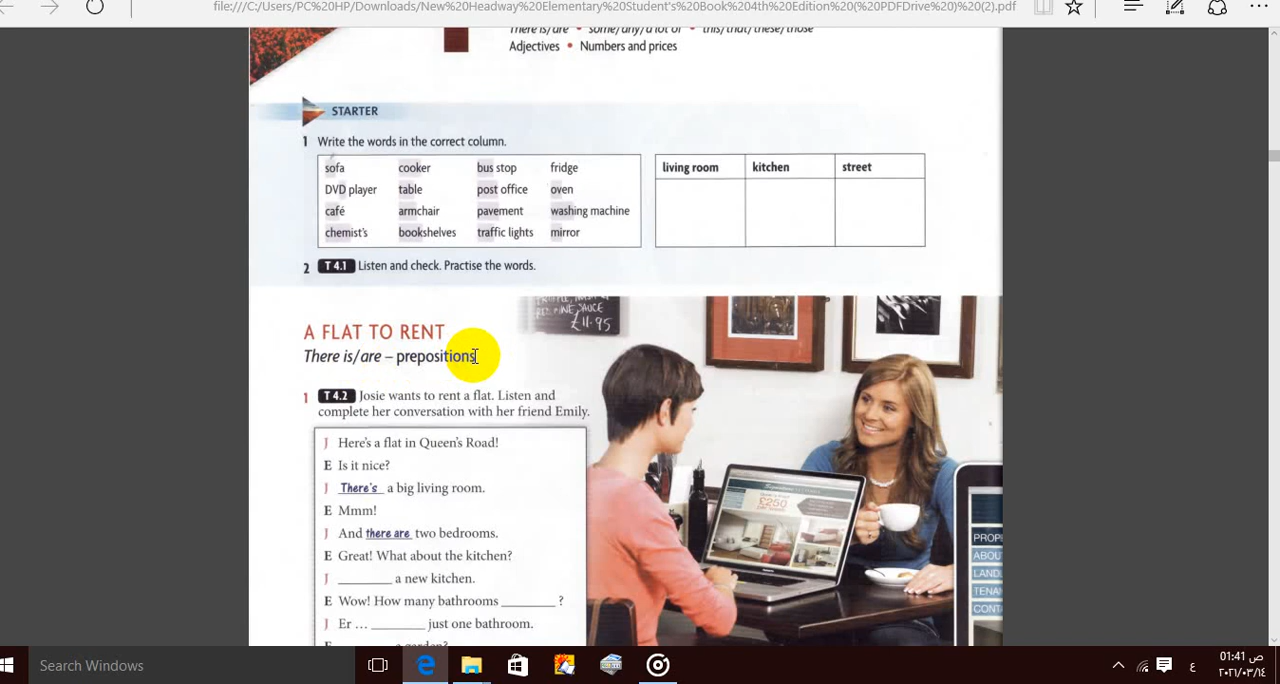 file:///C:/Users/PC%20HP/Downloads/New%20Headway%20Elementary%20Student's%20Book%204th%20Edition%20(%20PDFDrive%20)%20(2).pdf
There is/are • some/any/a lot of • this/that/these/those
Adjectives • Numbers and prices
STARTER
1 Write the words in the correct column.
sofa cooker bus stop fridge
DVD player table post office oven
café armchair pavement washing machine
chemist's bookshelves traffic lights mirror
living room kitchen street
2 T 4.1 Listen and check. Practise the words.
£11.95
A FLAT TO RENT
There is/are – prepositions
1 T 4.2 Josie wants to rent a flat. Listen and
complete her conversation with her friend Emily.
J Here's a flat in Queen's Road!
E Is it nice?
J There's a big living room.
E Mmm!
J And there are two bedrooms.
E Great! What about the kitchen?
J ________ a new kitchen.
E Wow! How many bathrooms ________ ?
J Er … ________ just one bathroom.
£250
PROP
ABOU
LAND
TENA
CONT
Search Windows
ع
01:41 ص
٢٠٢١/٠٣/١٤